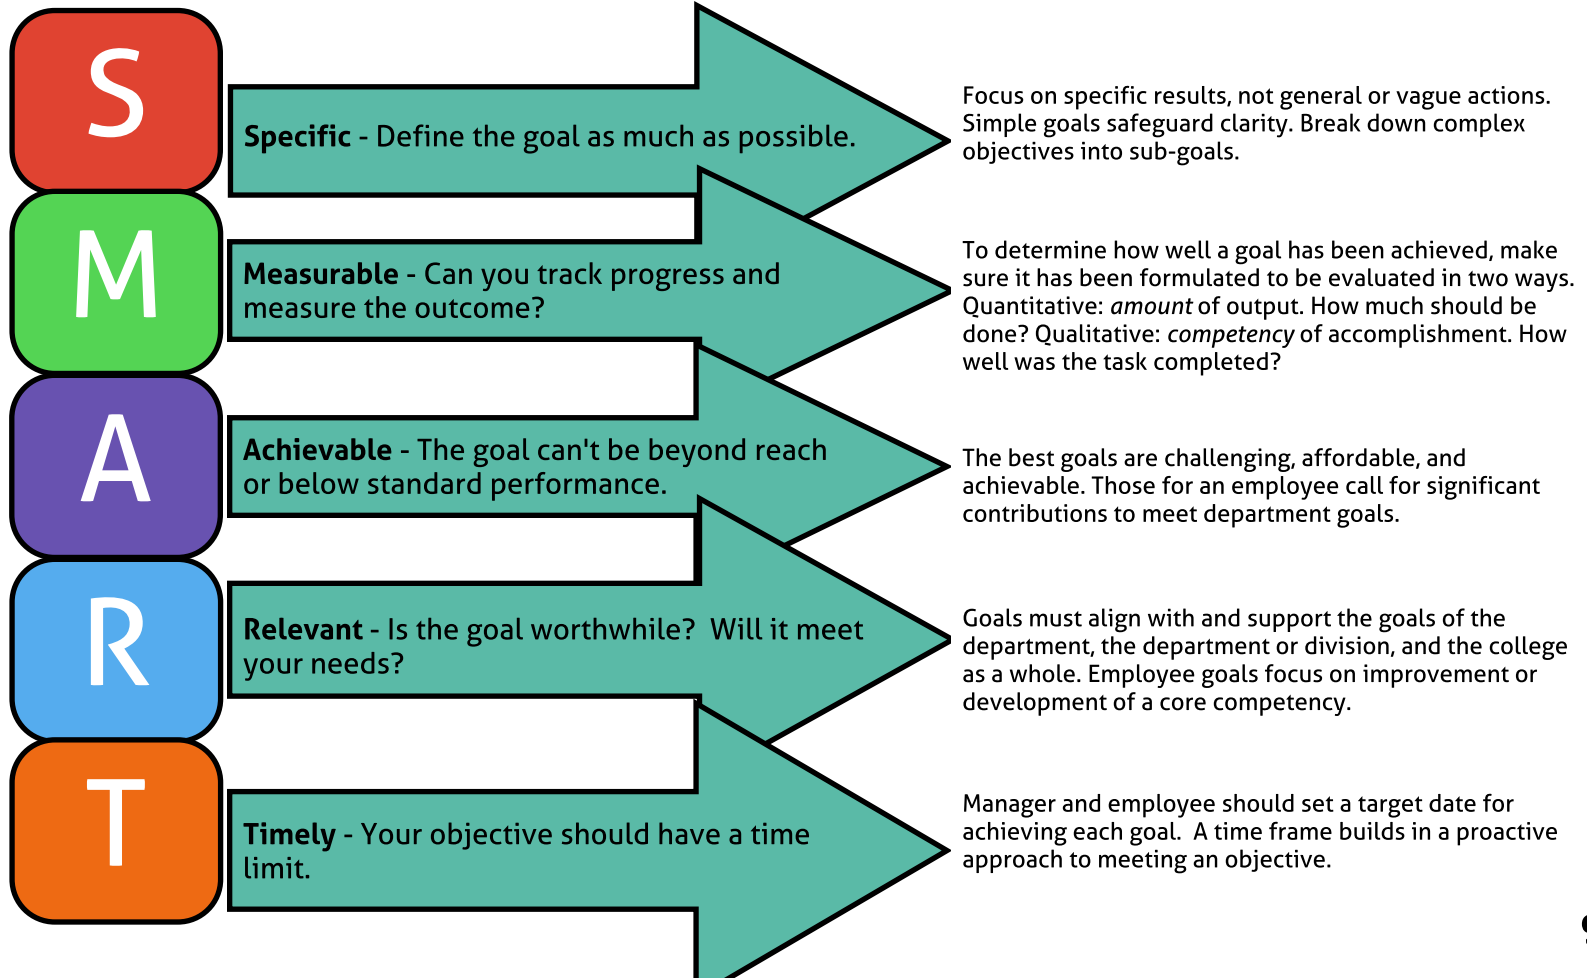 S
Specific - Define the goal as much as possible.
Focus on specific results, not general or vague actions.
Simple goals safeguard clarity. Break down complex
objectives into sub-goals.
M
Measurable - Can you track progress and
measure the outcome?
To determine how well a goal has been achieved, make
sure it has been formulated to be evaluated in two ways.
Quantitative: amount of output. How much should be
done? Qualitative: competency of accomplishment. How
well was the task completed?
A
Achievable - The goal can't be beyond reach
or below standard performance.
The best goals are challenging, affordable, and
achievable. Those for an employee call for significant
contributions to meet department goals.
R
Relevant - Is the goal worthwhile?  Will it meet
your needs?
Goals must align with and support the goals of the
department, the department or division, and the college
as a whole. Employee goals focus on improvement or
development of a core competency.
T
Timely - Your objective should have a time
limit.
Manager and employee should set a target date for
achieving each goal.  A time frame builds in a proactive
approach to meeting an objective.